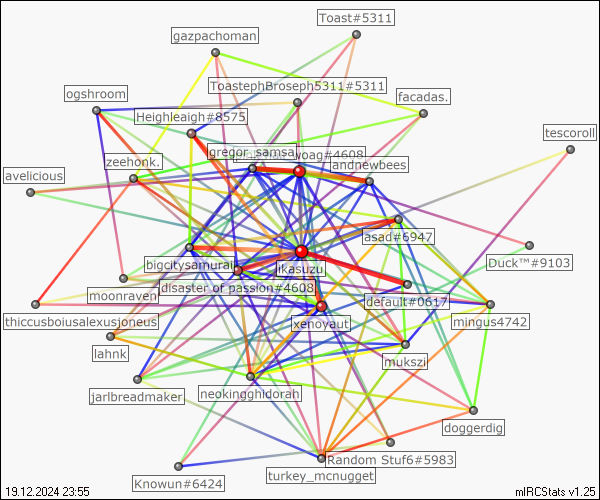 Toast#5311
gazpachoman
ToastephBroseph5311#5311
ogshroom
facadas.
Heighleaigh#8575
tescoroll
gregor_samsa
woag#4608
zeehonk.
andnewbees
avelicious
asad#6947
bigcitysamurai
ikasuzu
Duck™#9103
moonraven
disaster of passion#4608
default#0617
thiccusboiusalexusjoneus
xenoyaut
mingus4742
lahnk
mukszi
jarlbreadmaker
neokingghidorah
doggerdig
Random Stuf6#5983
Knowun#6424
turkey_mcnugget
19.12.2024 23:55
mIRCStats v1.25